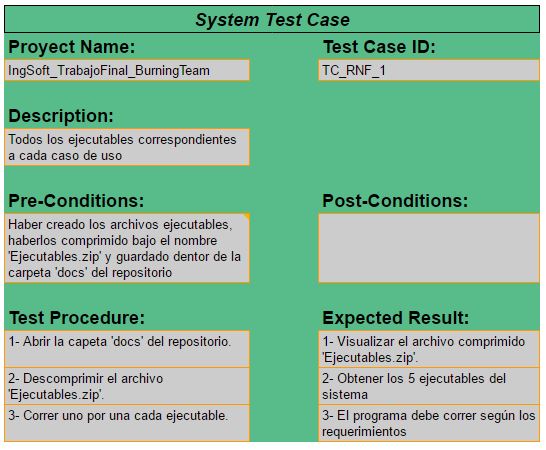 System Test Case
Proyect Name:
Test Case ID:
IngSoft_TrabajoFinal_BurningTeam
TC_RNF_1
Description:
Todos los ejecutables correspondientes
a cada caso de uso
Pre-Conditions:
Post-Conditions:
Haber creado los archivos ejecutables,
haberlos comprimido bajo el nombre
'Ejecutables.zip' y guardado dentor de la
carpeta 'docs' del repositorio
Test Procedure:
Expected Result:
1- Abrir la capeta 'docs' del repositorio.
1- Visualizar el archivo comprimido
'Ejecutables.zip'.
2- Descomprimir el archivo
'Ejecutables.zip'.
2- Obtener los 5 ejecutables del
sistema
3- Correr uno por una cada ejecutable.
3- El programa debe correr según los
requerimientos